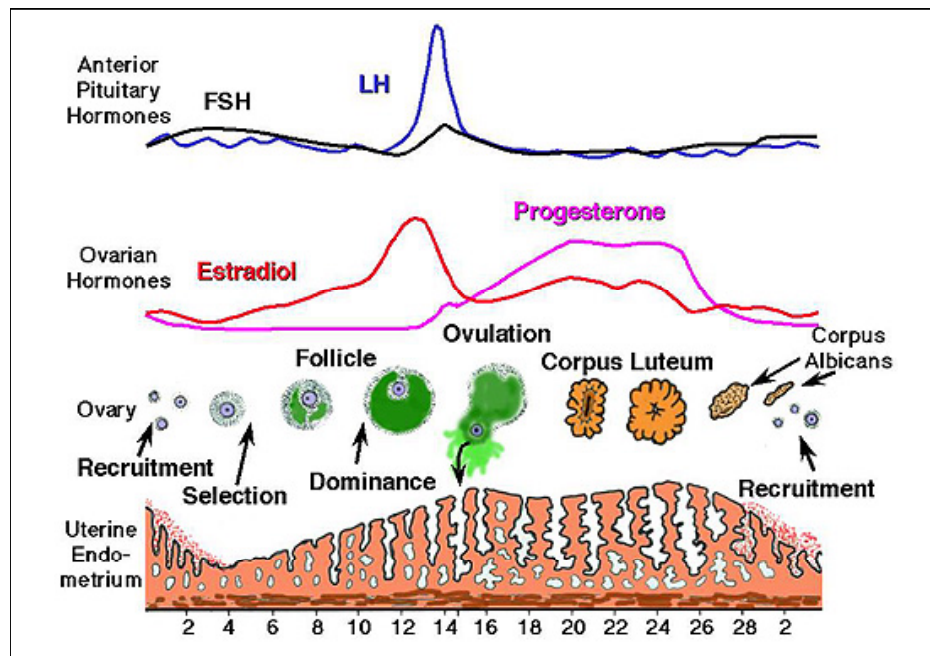 Anterior
Pituitary
Hormones
FSH
LH
Ovarian
Hormones
Estradiol
Progesterone
Ovulation
Follicle
Corpus Luteum
Corpus
Albicans
Ovary
Recruitment
Selection
Dominance
Recruitment
Uterine
Endo-
metrium
2 4 6 8 10 12 14 16 18 20 22 24 26 28 2